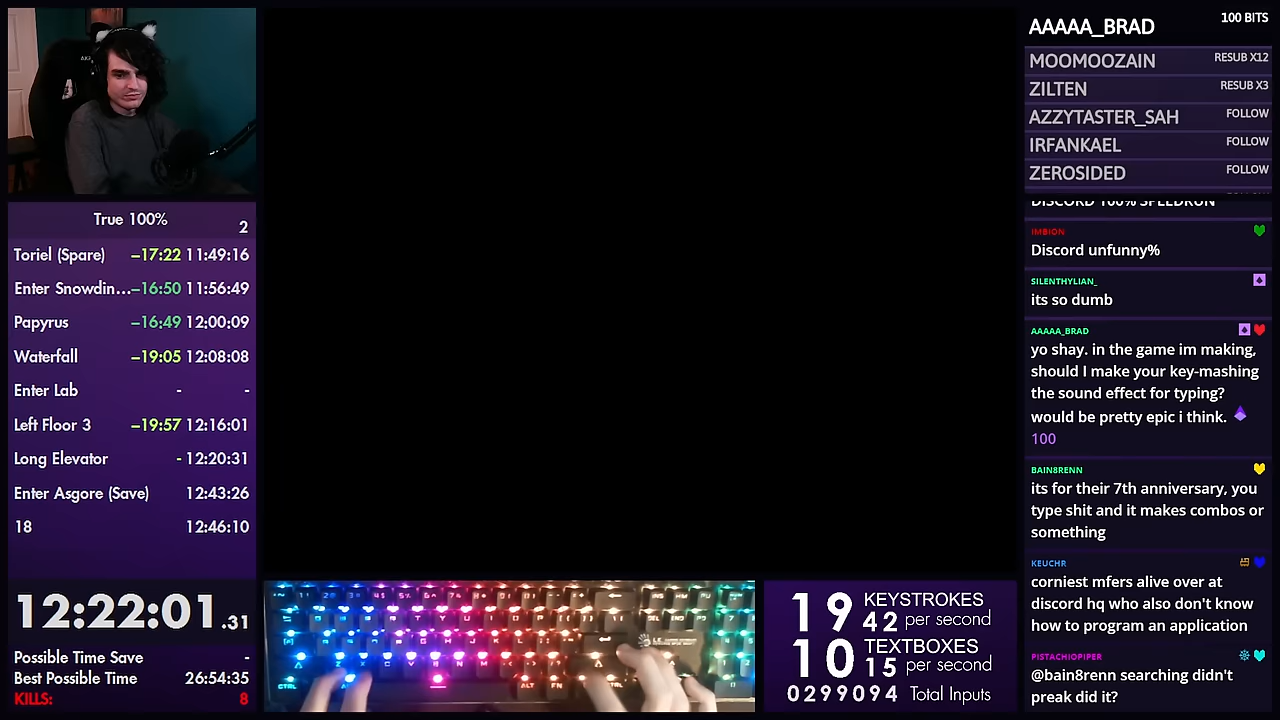 True 100%
2
Toriel (Spare) –17:22 11:49:16
Enter Snowdin... –16:50 11:56:49
Papyrus –16:49 12:00:09
Waterfall –19:05 12:08:08
Enter Lab - -
Left Floor 3 –19:57 12:16:01
Long Elevator - 12:20:31
Enter Asgore (Save) 12:43:26
18 12:46:10
12:22:01.31
Possible Time Save -
Best Possible Time 26:54:35
KILLS: 8
19 42 KEYSTROKES per second
10 15 TEXTBOXES per second
0299094 Total Inputs
AAAAA_BRAD 100 BITS
MOOMOOZAIN RESUB X12
ZILTEN RESUB X3
AZZYTASTER_SAH FOLLOW
IRFANKAEL FOLLOW
ZEROSIDED FOLLOW
DISCORD 100% SPEEDRUN
IMBION
Discord unfunny%
SILENTHYLIAN_
its so dumb
AAAAA_BRAD
yo shay. in the game im making,
should I make your key-mashing
the sound effect for typing?
would be pretty epic i think.
100
BAIN8RENN
its for their 7th anniversary, you
type shit and it makes combos or
something
KEUCHR
corniest mfers alive over at
discord hq who also don't know
how to program an application
PISTACHIOPIPER
@bain8renn searching didn't
preak did it?